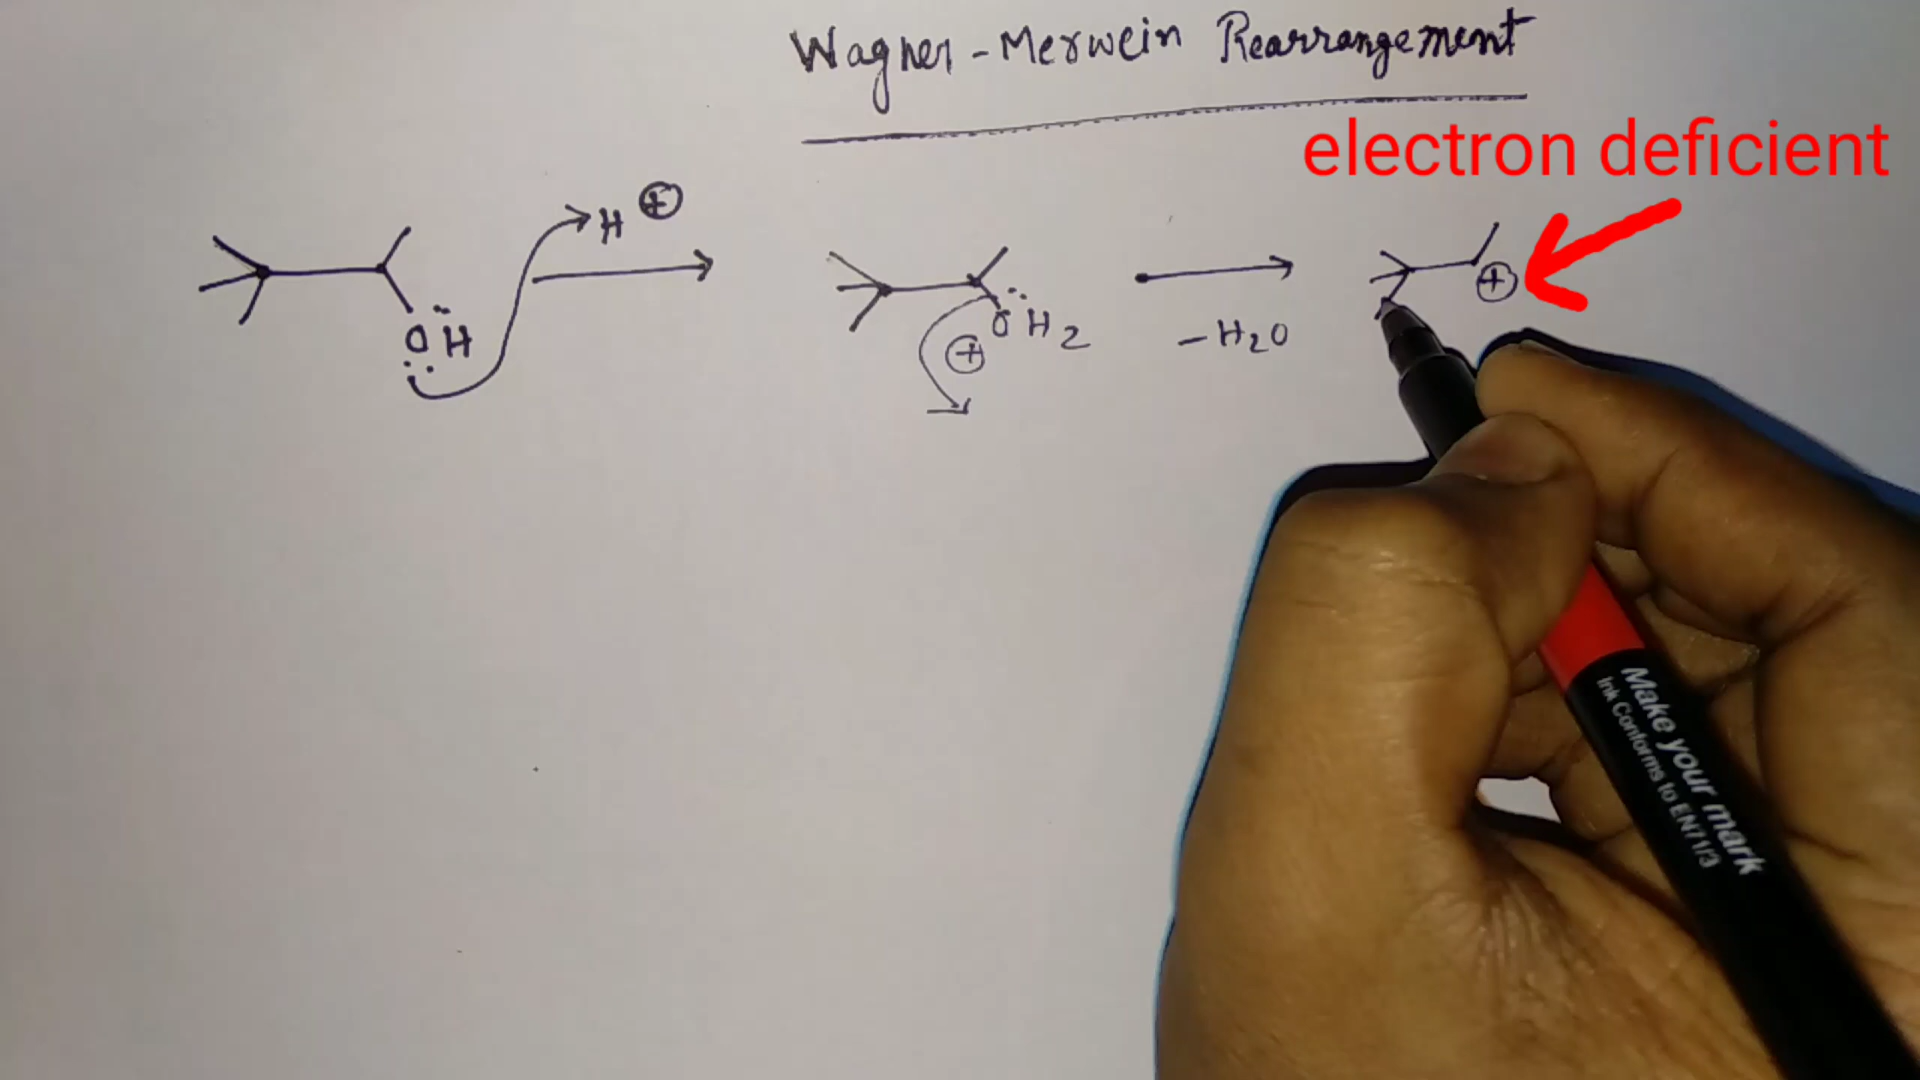 Wagner-Merwein Rearrangement
electron deficient
H ⊕
ÖH
⊕ ÖH2
-H2O
⊕
Make your mark
Ink Conforms to EN71/3